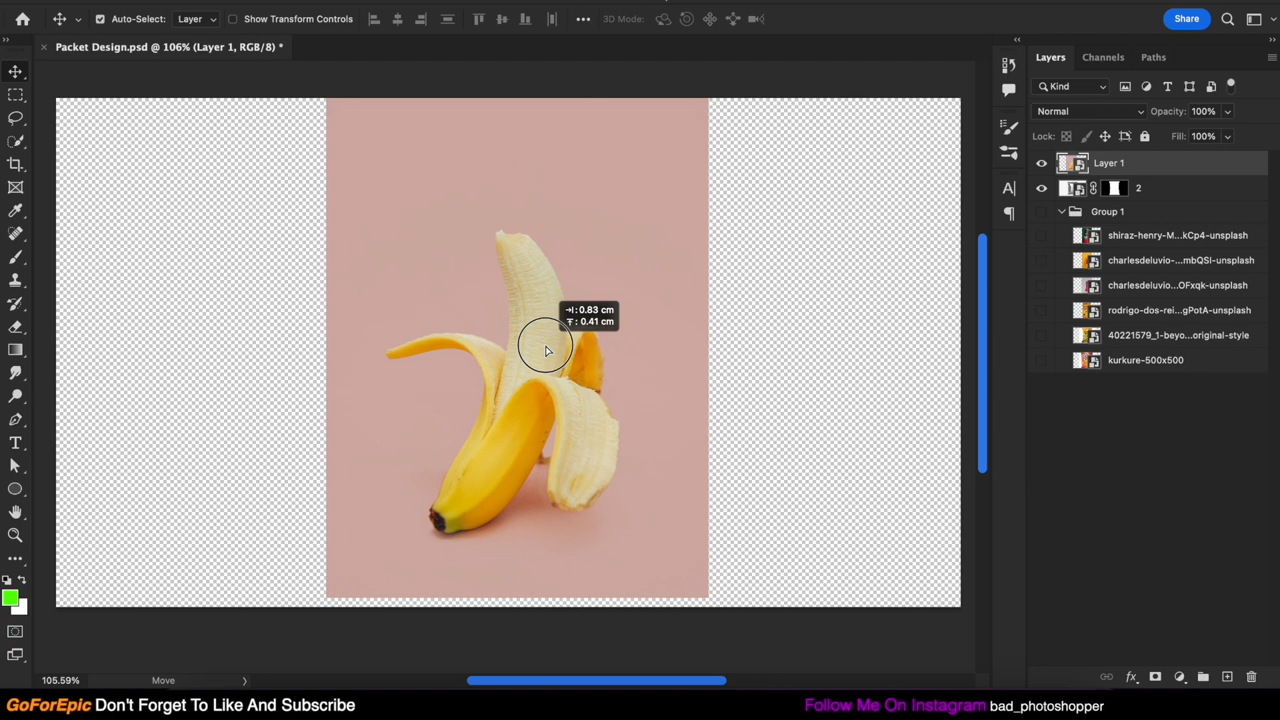 Auto-Select: Layer Show Transform Controls 3D Mode: Share
Packet Design.psd @ 106% (Layer 1, RGB/8) *
Layers Channels Paths
Kind
Normal Opacity: 100%
Lock: Fill: 100%
Layer 1
2
Group 1
shiraz-henry-M...kCp4-unsplash
charlesdeluvio-...mbQSI-unsplash
charlesdeluvio...OFxqk-unsplash
rodrigo-dos-rei...gPotA-unsplash
40221579_1-beyo...original-style
kurkure-500x500
: 0.83 cm
: 0.41 cm
105.59% Move
GoForEpic Don't Forget To Like And Subscribe
Follow Me On Instagram bad_photoshopper